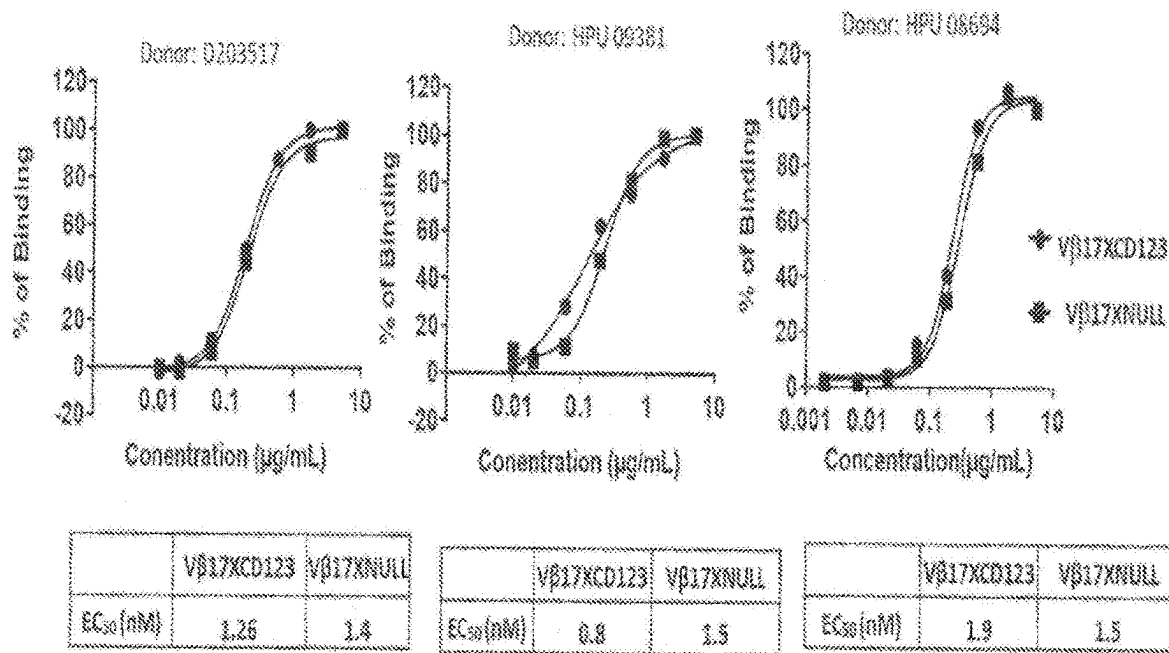 Donor: D203517
Donor: HPU 09381
Donor: HPU 08694
% of Binding
120
100
80
60
40
20
0
-20
0.01
0.1
1
10
Conentration (µg/mL)
% of Binding
120
100
80
60
40
20
0
-20
0.01
0.1
1
10
Conentration (µg/mL)
% of Binding
120
100
80
60
40
20
0
0.001
0.01
0.1
1
10
Concentration(µg/mL)
Vβ17XCD123
Vβ17XNULL
Vβ17XCD123 Vβ17XNULL
EC50(nM) 1.26 1.4
Vβ17XCD123 Vβ17XNULL
EC50(nM) 0.8 1.5
Vβ17XCD123 Vβ17XNULL
EC50(nM) 1.9 1.5